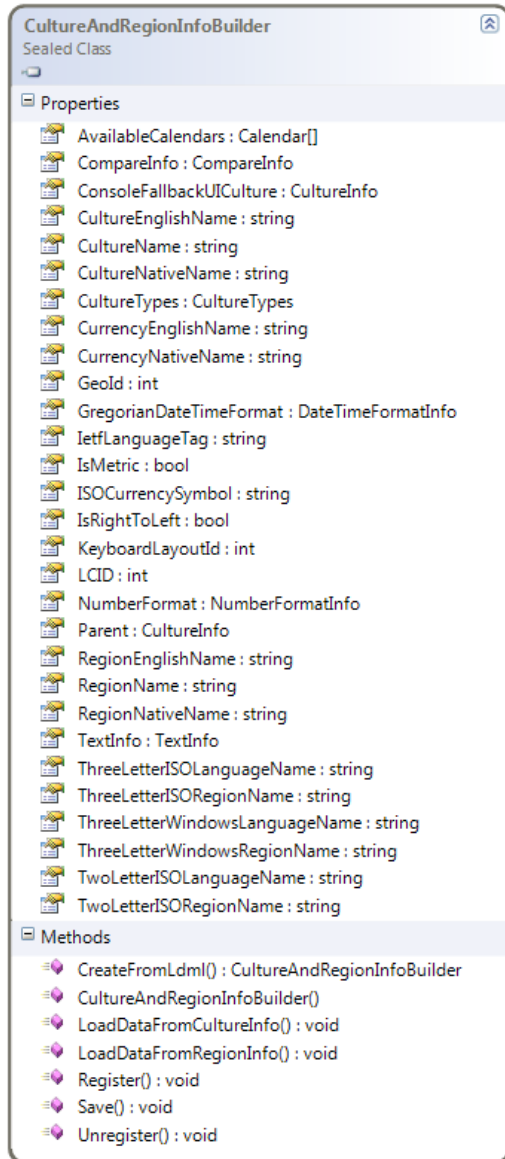 CultureAndRegionInfoBuilder
Sealed Class
Properties
AvailableCalendars : Calendar[]
CompareInfo : CompareInfo
ConsoleFallbackUICulture : CultureInfo
CultureEnglishName : string
CultureName : string
CultureNativeName : string
CultureTypes : CultureTypes
CurrencyEnglishName : string
CurrencyNativeName : string
GeoId : int
GregorianDateTimeFormat : DateTimeFormatInfo
IetfLanguageTag : string
IsMetric : bool
ISOCurrencySymbol : string
IsRightToLeft : bool
KeyboardLayoutId : int
LCID : int
NumberFormat : NumberFormatInfo
Parent : CultureInfo
RegionEnglishName : string
RegionName : string
RegionNativeName : string
TextInfo : TextInfo
ThreeLetterISOLanguageName : string
ThreeLetterISORegionName : string
ThreeLetterWindowsLanguageName : string
ThreeLetterWindowsRegionName : string
TwoLetterISOLanguageName : string
TwoLetterISORegionName : string
Methods
CreateFromLdml() : CultureAndRegionInfoBuilder
CultureAndRegionInfoBuilder()
LoadDataFromCultureInfo() : void
LoadDataFromRegionInfo() : void
Register() : void
Save() : void
Unregister() : void